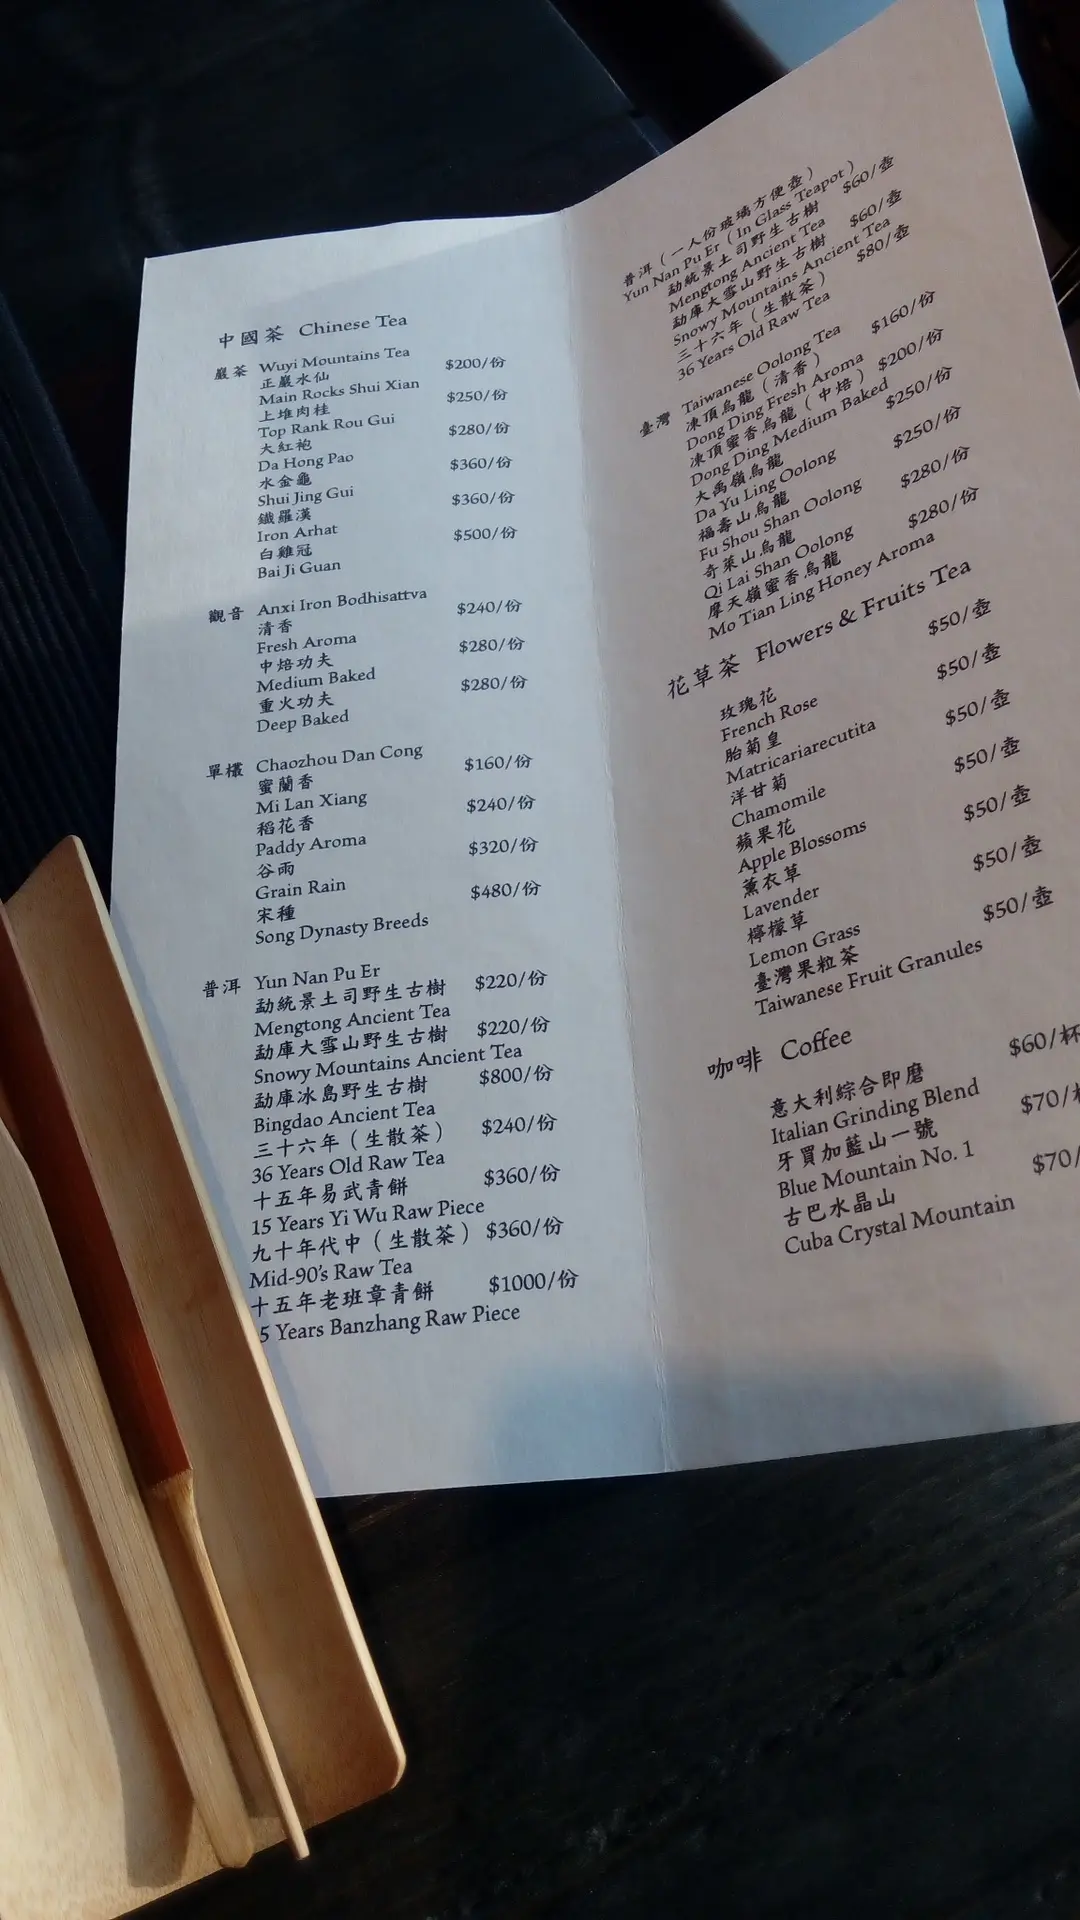 中國茶 Chinese Tea
巖茶 Wuyi Mountains Tea
正巖水仙 $200/份
Main Rocks Shui Xian
上堆肉桂 $250/份
Top Rank Rou Gui
大紅袍 $280/份
Da Hong Pao
水金龜 $360/份
Shui Jing Gui
鐵羅漢 $360/份
Iron Arhat
白雞冠 $500/份
Bai Ji Guan
觀音 Anxi Iron Bodhisattva
清香 $240/份
Fresh Aroma
中焙功夫 $280/份
Medium Baked
重火功夫 $280/份
Deep Baked
單欉 Chaozhou Dan Cong
蜜蘭香 $160/份
Mi Lan Xiang
稻花香 $240/份
Paddy Aroma
谷雨 $320/份
Grain Rain
宋種 $480/份
Song Dynasty Breeds
普洱 Yun Nan Pu Er
勐統景土司野生古樹 $220/份
Mengtong Ancient Tea
勐庫大雪山野生古樹 $220/份
Snowy Mountains Ancient Tea
勐庫冰島野生古樹 $800/份
Bingdao Ancient Tea
三十六年（生散茶） $240/份
36 Years Old Raw Tea
十五年易武青餅 $360/份
15 Years Yi Wu Raw Piece
九十年代中（生散茶） $360/份
Mid-90's Raw Tea
十五年老班章青餅 $1000/份
5 Years Banzhang Raw Piece
普洱（一人份玻璃方便壺）
Yun Nan Pu Er（In Glass Teapot）
勐統景土司野生古樹 $60/壺
Mengtong Ancient Tea
勐庫大雪山野生古樹 $60/壺
Snowy Mountains Ancient Tea
三十六年（生散茶） $80/壺
36 Years Old Raw Tea
臺灣 Taiwanese Oolong Tea
凍頂烏龍（清香） $160/份
Dong Ding Fresh Aroma
凍頂蜜香烏龍（中焙） $200/份
Dong Ding Medium Baked
大禹嶺烏龍 $250/份
Da Yu Ling Oolong
福壽山烏龍 $250/份
Fu Shou Shan Oolong
奇萊山烏龍 $280/份
Qi Lai Shan Oolong
摩天嶺蜜香烏龍 $280/份
Mo Tian Ling Honey Aroma
花草茶 Flowers & Fruits Tea
玫瑰花 $50/壺
French Rose
胎菊皇 $50/壺
Matricariarecutita
洋甘菊 $50/壺
Chamomile
蘋果花 $50/壺
Apple Blossoms
薰衣草 $50/壺
Lavender
檸檬草 $50/壺
Lemon Grass
臺灣果粒茶 $50/壺
Taiwanese Fruit Granules
咖啡 Coffee
意大利綜合即磨 $60/杯
Italian Grinding Blend
牙買加藍山一號 $70/
Blue Mountain No. 1
古巴水晶山 $70/
Cuba Crystal Mountain